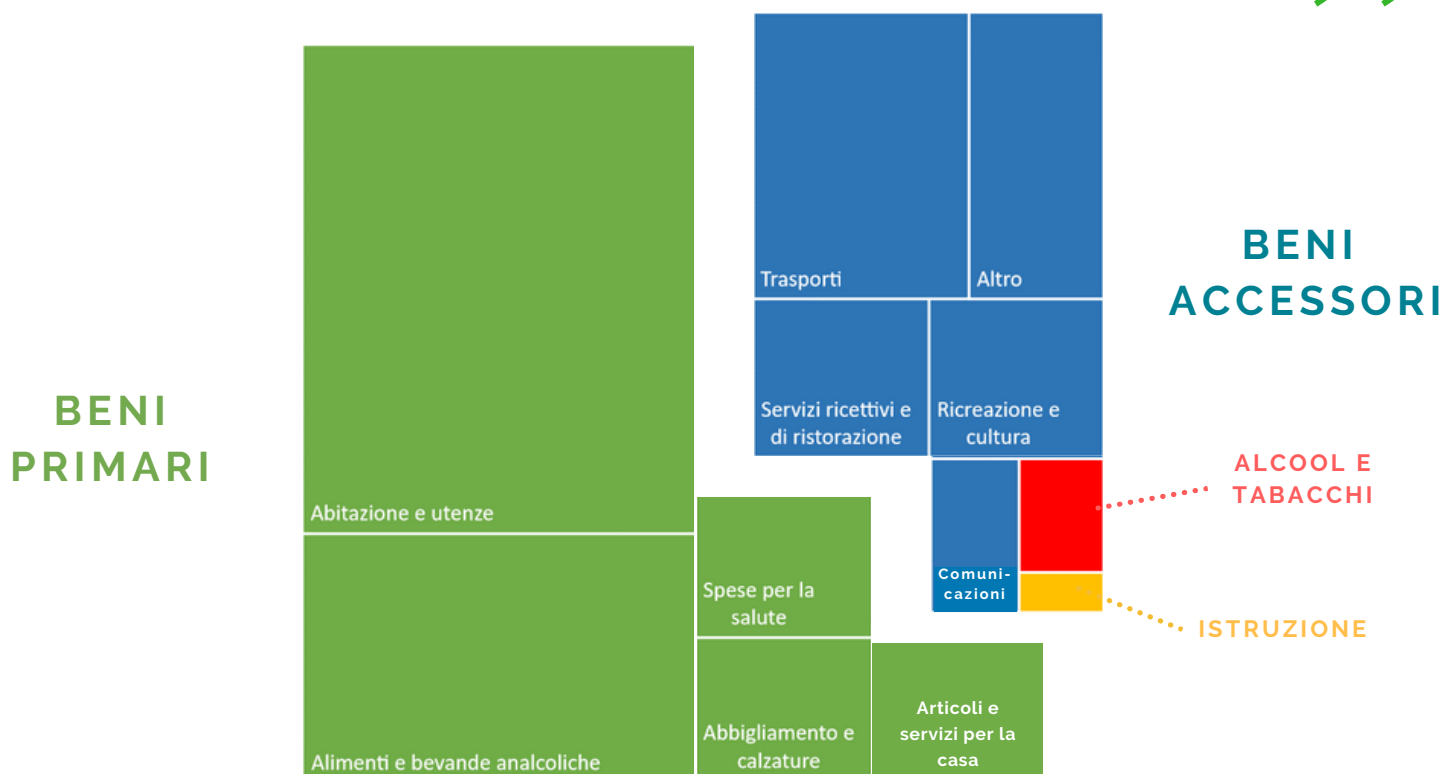 BENI
PRIMARI
Abitazione e utenze
Alimenti e bevande analcoliche
Spese per la
salute
Abbigliamento e
calzature
Articoli e
servizi per la
casa
Trasporti
Altro
Servizi ricettivi e
di ristorazione
Ricreazione e
cultura
Comuni-
cazioni
BENI
ACCESSORI
ALCOOL E
TABACCHI
ISTRUZIONE